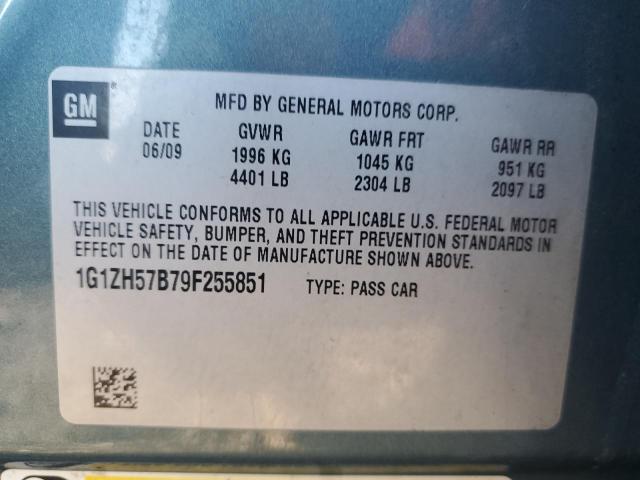 GM
MFD BY GENERAL MOTORS CORP.
DATE GVWR GAWR FRT GAWR RR
06/09 1996 KG 1045 KG 951 KG
4401 LB 2304 LB 2097 LB
THIS VEHICLE CONFORMS TO ALL APPLICABLE U.S. FEDERAL MOTOR
VEHICLE SAFETY, BUMPER, AND THEFT PREVENTION STANDARDS IN
EFFECT ON THE DATE OF MANUFACTURE SHOWN ABOVE.
1G1ZH57B79F255851 TYPE: PASS CAR